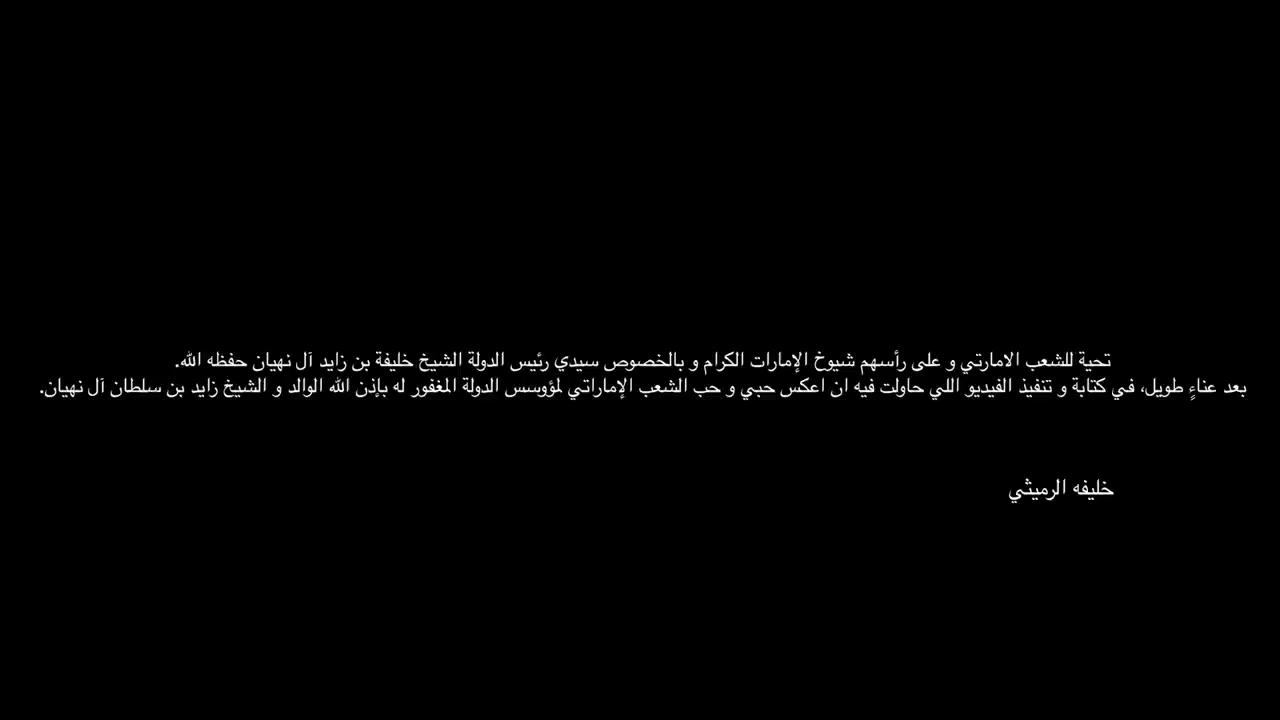 تحية للشعب الامارتي و على رأسهم شيوخ الإمارات الكرام و بالخصوص سيدي رئيس الدولة الشيخ خليفة بن زايد آل نهيان حفظه الله.
بعد عناءٍ طويل، في كتابة و تنفيذ الفيديو اللي حاولت فيه ان اعكس حبي و حب الشعب الإماراتي لمؤوسس الدولة المغفور له بإذن الله الوالد و الشيخ زايد بن سلطان آل نهيان.
خليفه الرميثي